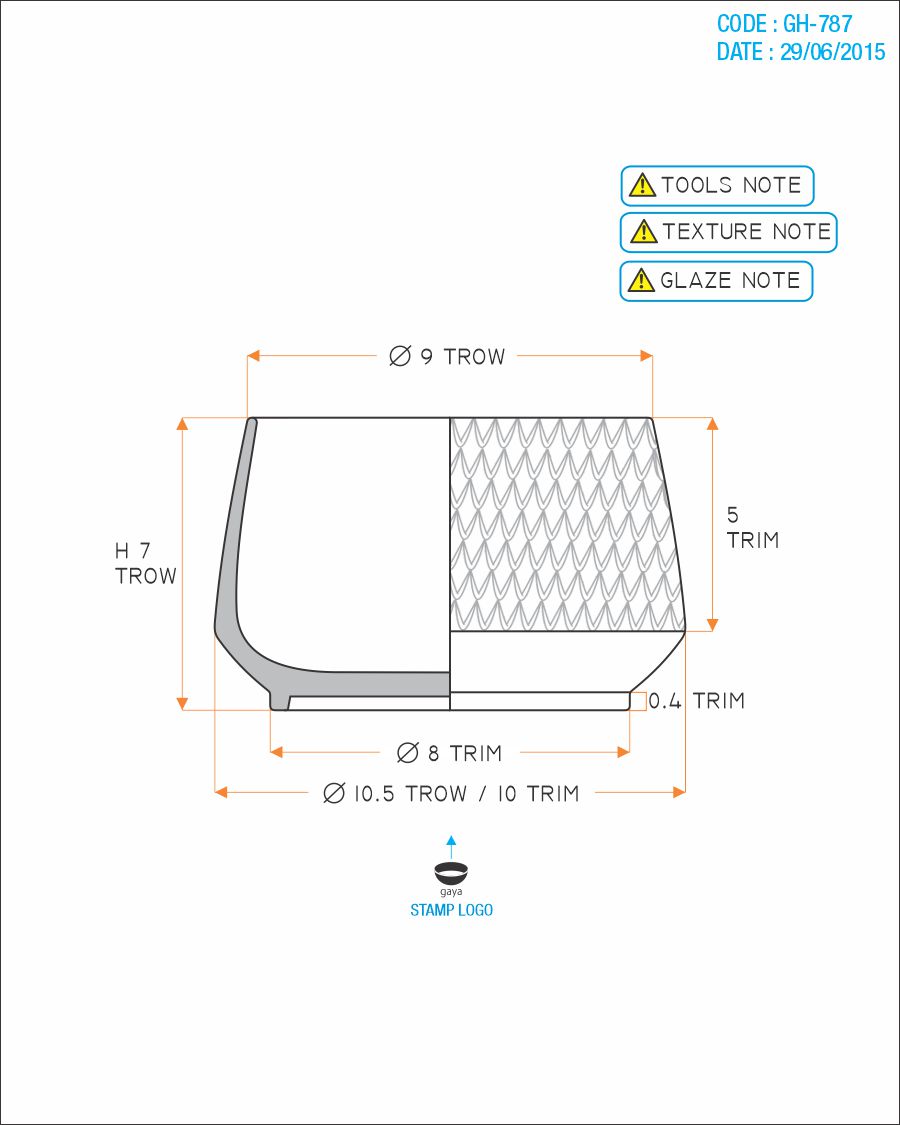 CODE : GH-787
DATE : 29/06/2015
TOOLS NOTE
TEXTURE NOTE
GLAZE NOTE
Ø 9 TROW
H 7
TROW
5
TRIM
0.4 TRIM
Ø 8 TRIM
Ø 10.5 TROW / 10 TRIM
gaya
STAMP LOGO